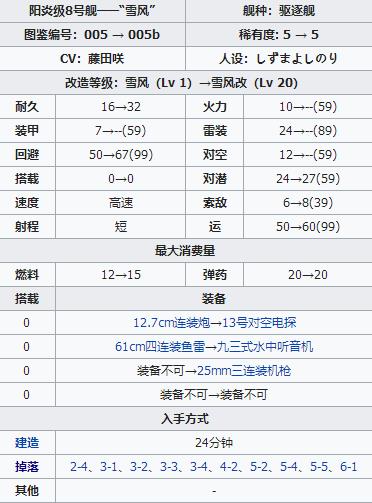 阳炎级8号舰——“雪风” 舰种：驱逐舰
图鉴编号：005 → 005b 稀有度: 5 → 5
CV：藤田咲 人设：しずまよしのり
改造等级：雪风（Lv 1）→雪风改（Lv 20）
耐久 16→32 火力 10→--(59)
装甲 7→--(59) 雷装 24→--(89)
回避 50→67(99) 对空 12→--(59)
搭载 0→0 对潜 24→27(59)
速度 高速 索敌 6→8(39)
射程 短 运 50→60(99)
最大消费量
燃料 12→15 弹药 20→20
搭载 装备
0 12.7cm连装炮→13号对空电探
0 61cm四连装鱼雷→九三式水中听音机
0 装备不可→25mm三连装机枪
0 装备不可→装备不可
入手方式
建造 24分钟
掉落 2-4、3-1、3-2、3-3、3-4、4-2、5-2、5-4、5-5、6-1
其他 -